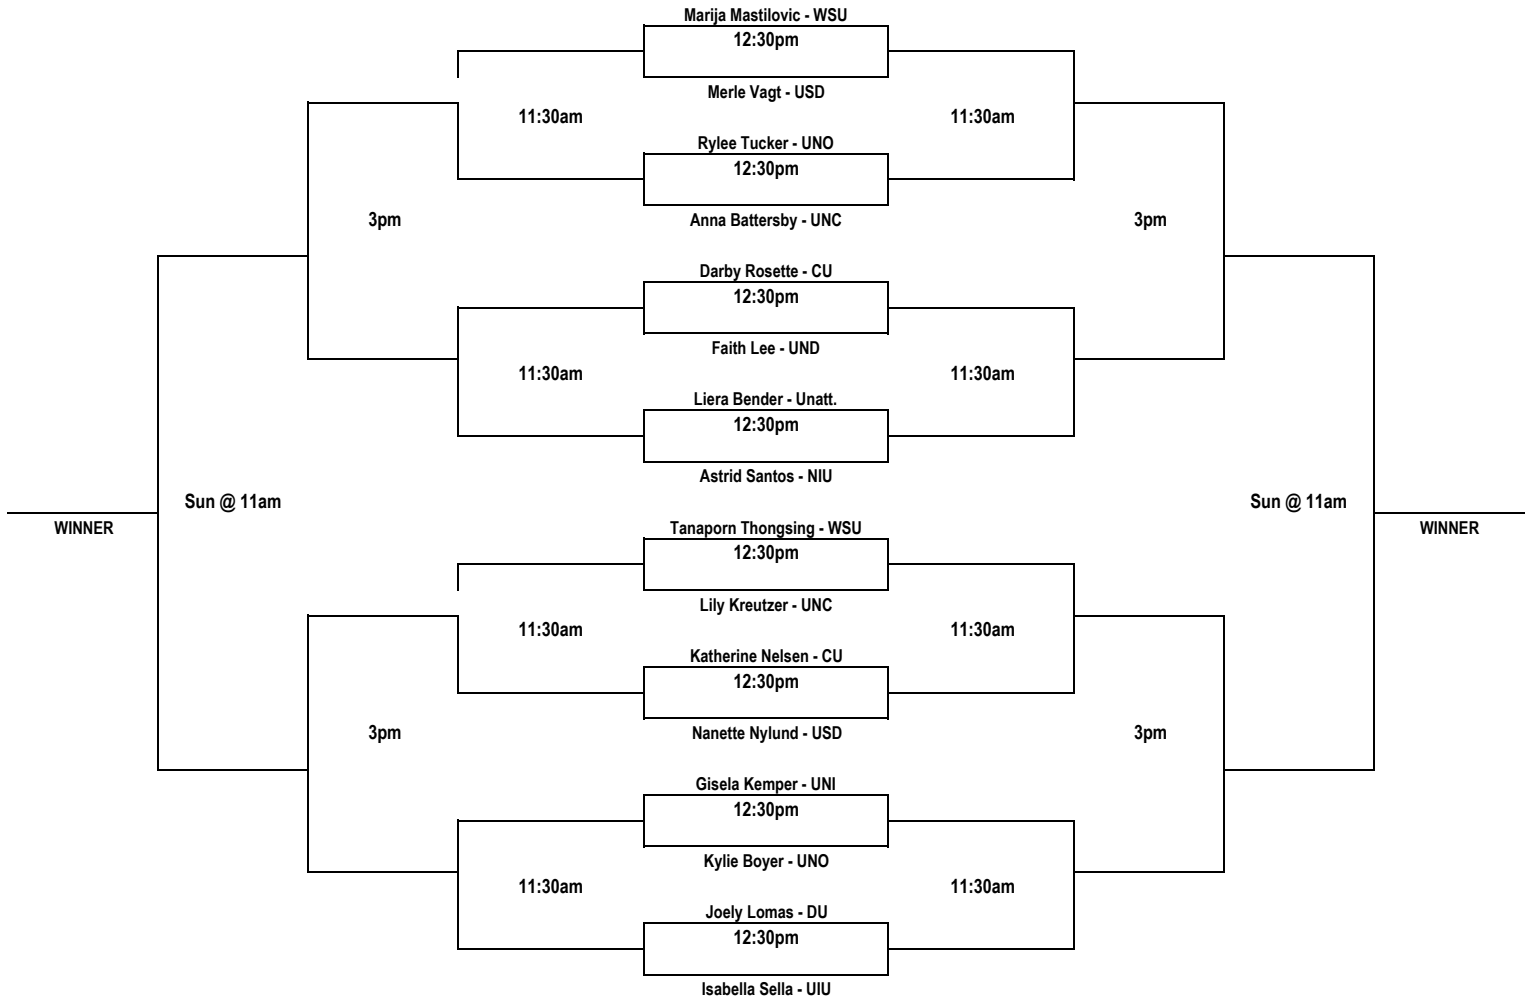 Marija Mastilovic - WSU
12:30pm
Merle Vagt - USD
11:30am
11:30am
Rylee Tucker - UNO
12:30pm
Anna Battersby - UNC
3pm
3pm
Darby Rosette - CU
12:30pm
Faith Lee - UND
11:30am
11:30am
Liera Bender - Unatt.
12:30pm
Astrid Santos - NIU
Sun @ 11am
Sun @ 11am
WINNER
WINNER
Tanaporn Thongsing - WSU
12:30pm
Lily Kreutzer - UNC
11:30am
11:30am
Katherine Nelsen - CU
12:30pm
Nanette Nylund - USD
3pm
3pm
Gisela Kemper - UNI
12:30pm
Kylie Boyer - UNO
11:30am
11:30am
Joely Lomas - DU
12:30pm
Isabella Sella - UIU